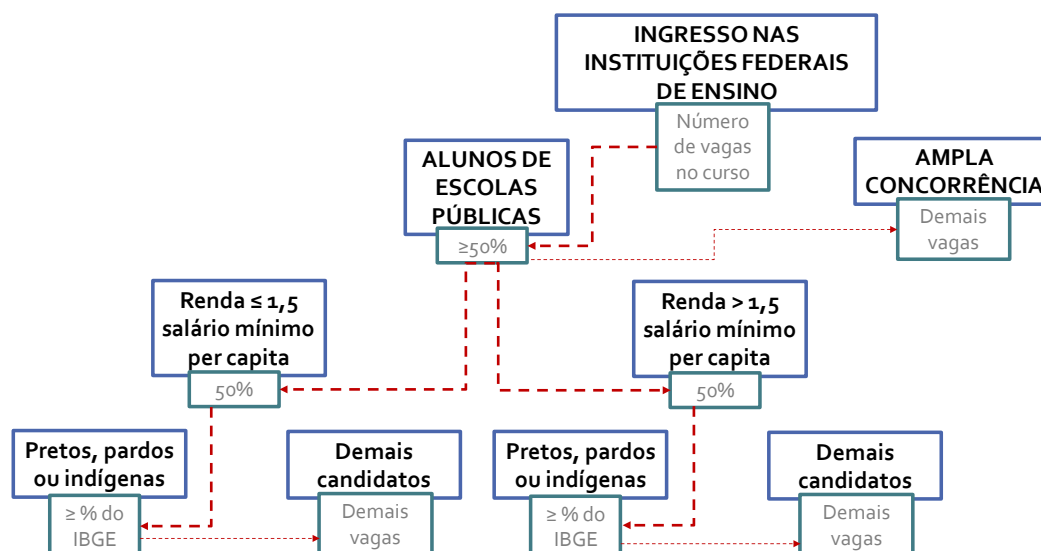 INGRESSO NAS
INSTITUIÇÕES FEDERAIS
DE ENSINO
Número
de vagas
no curso
ALUNOS DE
ESCOLAS
PÚBLICAS
≥50%
AMPLA
CONCORRÊNCIA
Demais
vagas
Renda ≤ 1,5
salário mínimo
per capita
50%
Renda > 1,5
salário mínimo
per capita
50%
Pretos, pardos
ou indígenas
≥ % do
IBGE
Demais
candidatos
Demais
vagas
Pretos, pardos
ou indígenas
≥ % do
IBGE
Demais
candidatos
Demais
vagas